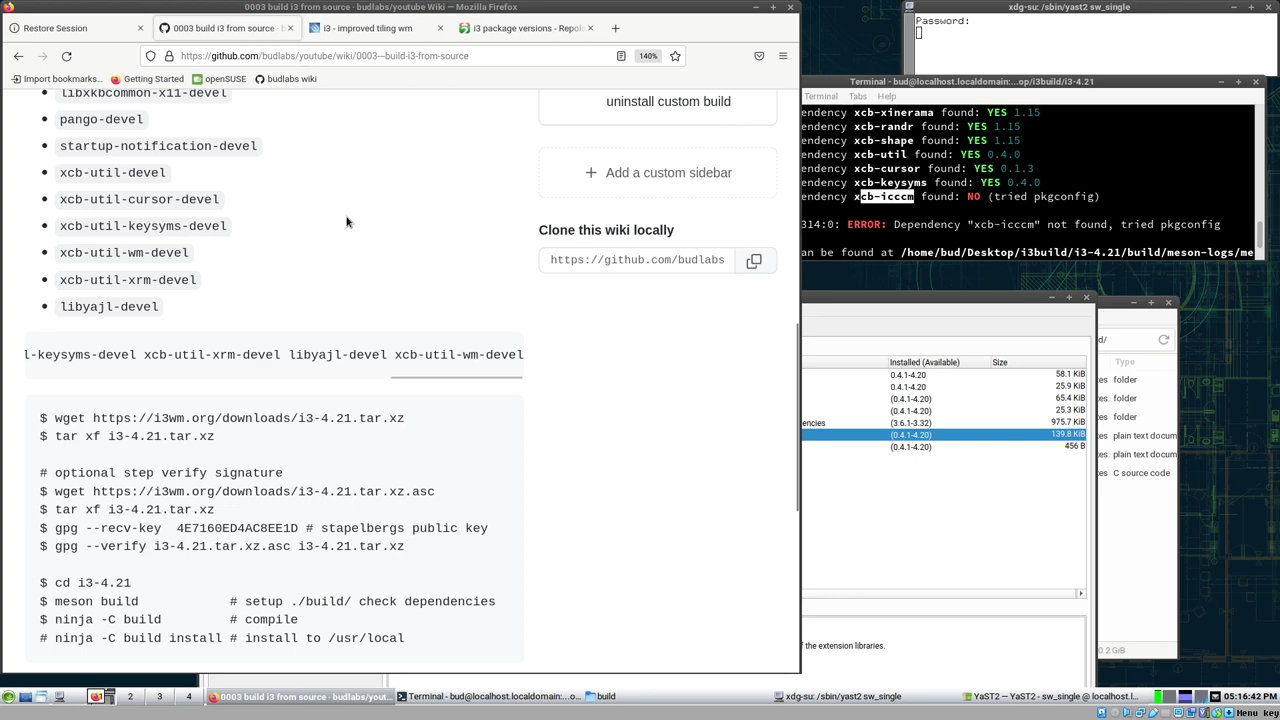 0003 build i3 from source · budlabs/youtube Wiki — Mozilla Firefox
Restore Session
0003 build i3 from source · b
i3 - improved tiling wm
i3 package versions - Repol
https://github.com/budlabs/youtube/wiki/0003---build-i3-from-source
140%
Import bookmarks...
Getting Started
openSUSE
budlabs wiki
libxkbcommon-x11-devel
pango-devel
startup-notification-devel
xcb-util-devel
xcb-util-cursor-devel
xcb-util-keysyms-devel
xcb-util-wm-devel
xcb-util-xrm-devel
libyajl-devel
l-keysyms-devel xcb-util-xrm-devel libyajl-devel xcb-util-wm-devel
$ wget https://i3wm.org/downloads/i3-4.21.tar.xz
$ tar xf i3-4.21.tar.xz
# optional step verify signature
$ wget https://i3wm.org/downloads/i3-4.21.tar.xz.asc
$ tar xf i3-4.21.tar.xz
$ gpg --recv-key  4E7160ED4AC8EE1D # stapelbergs public key
$ gpg --verify i3-4.21.tar.xz.asc i3-4.21.tar.xz
$ cd i3-4.21
$ meson build            # setup ./build/ check dependencies
$ ninja -C build         # compile
# ninja -C build install # install to /usr/local
uninstall custom build
+ Add a custom sidebar
Clone this wiki locally
https://github.com/budlabs
xdg-su: /sbin/yast2 sw_single
Password:
Terminal - bud@localhost.localdomain:...op/i3build/i3-4.21
Terminal Tabs Help
endency xcb-xinerama found: YES 1.15
endency xcb-randr found: YES 1.15
endency xcb-shape found: YES 1.15
endency xcb-util found: YES 0.4.0
endency xcb-cursor found: YES 0.1.3
endency xcb-keysyms found: YES 0.4.0
endency xcb-icccm found: NO (tried pkgconfig)
314:0: ERROR: Dependency "xcb-icccm" not found, tried pkgconfig
an be found at /home/bud/Desktop/i3build/i3-4.21/build/meson-logs/me
Installed (Available) Size
0.4.1-4.20 58.1 KiB
0.4.1-4.20 25.9 KiB
(0.4.1-4.20) 65.4 KiB
(0.4.1-4.20) 25.3 KiB
encies (3.6.1-3.32) 975.7 KiB
(0.4.1-4.20) 139.8 KiB
(0.4.1-4.20) 456 B
f the extension libraries.
d/
Type
tes folder
tes folder
tes folder
tes plain text docum
tes plain text docum
tes C source code
0.2 GiB
2
3
4
0003 build i3 from source · budlabs/yout...
Terminal - bud@localhost.localdomain:...o...
build
xdg-su: /sbin/yast2 sw_single
YaST2 — YaST2 - sw_single @ localhost.l...
05:16:42 PM
Menu key